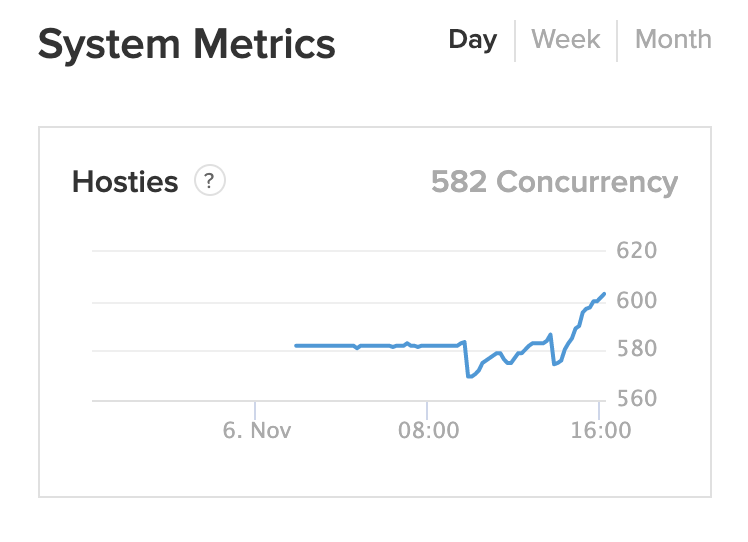 System Metrics
Day Week Month
Hosties ? 582 Concurrency
620
600
580
560
6. Nov 08:00 16:00